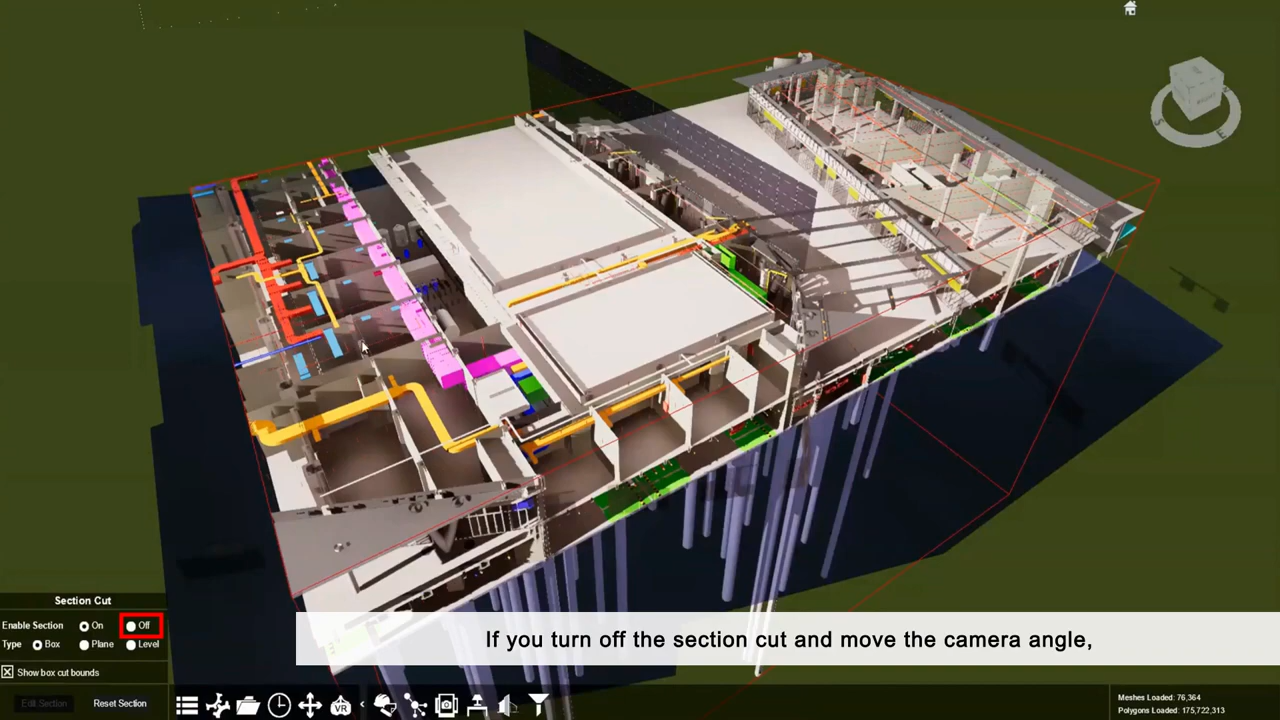 Section Cut
Enable Section On Off
Type Box Plane Level
Show box cut bounds
Edit Section Reset Section
If you turn off the section cut and move the camera angle,
VR
Meshes Loaded: 76,364
Polygons Loaded: 175,722,313
S
E